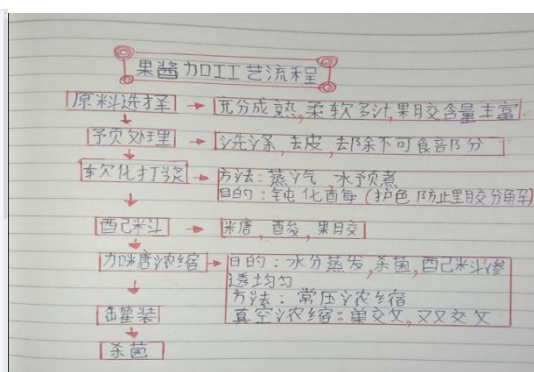 果酱加工工艺流程
原料选择 → 充分成熟,柔软多汁,果胶含量丰富.
预处理 → 洗涤,去皮,去除不可食部分
软化打浆 → 方法:蒸汽 水预煮
目的:钝化酶(护色 防止果胶分解)
配料 → 米糖,酸,果胶
加糖浓缩 → 目的:水分蒸发,杀菌,配料渗
透均匀
方法:常压浓缩
真空浓缩:单效,双效
罐装
杀菌